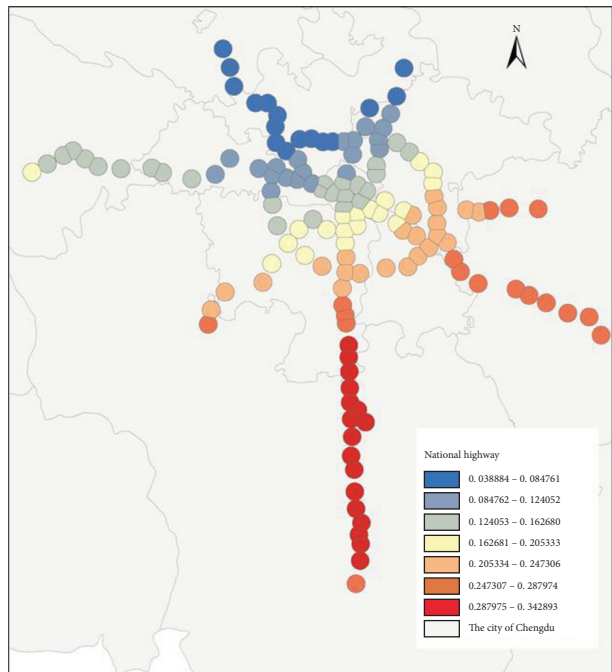 N
National highway
0. 038884 – 0. 084761
0. 084762 – 0. 124052
0. 124053 – 0. 162680
0. 162681 – 0. 205333
0. 205334 – 0. 247306
0.247307 – 0. 287974
0.287975 – 0. 342893
The city of Chengdu